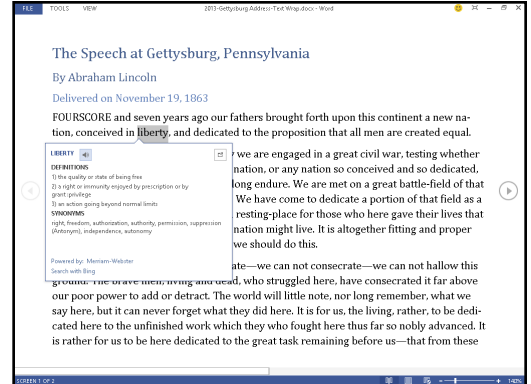 FILE TOOLS VIEW 2013-Gettysburg Address-Text Wrap.docx - Word
The Speech at Gettysburg, Pennsylvania
By Abraham Lincoln
Delivered on November 19, 1863
FOURSCORE and seven years ago our fathers brought forth upon this continent a new na-
tion, conceived in liberty, and dedicated to the proposition that all men are created equal.
LIBERTY
DEFINITIONS
1) the quality or state of being free
2) a right or immunity enjoyed by prescription or by
grant:privilege
3) an action going beyond normal limits
SYNONYMS
right, freedom, authorization, authority, permission, suppression
(Antonym), independence, autonomy
Powered by: Merriam-Webster
Search with Bing
we are engaged in a great civil war, testing whether
nation, or any nation so conceived and so dedicated,
long endure. We are met on a great battle-field of that
We have come to dedicate a portion of that field as a
resting-place for those who here gave their lives that
nation might live. It is altogether fitting and proper
we should do this.
ate—we can not consecrate—we can not hallow this
ground. The brave men, living and dead, who struggled here, have consecrated it far above
our poor power to add or detract. The world will little note, nor long remember, what we
say here, but it can never forget what they did here. It is for us, the living, rather, to be dedi-
cated here to the unfinished work which they who fought here thus far so nobly advanced. It
is rather for us to be here dedicated to the great task remaining before us—that from these
SCREEN 1 OF 2 140%